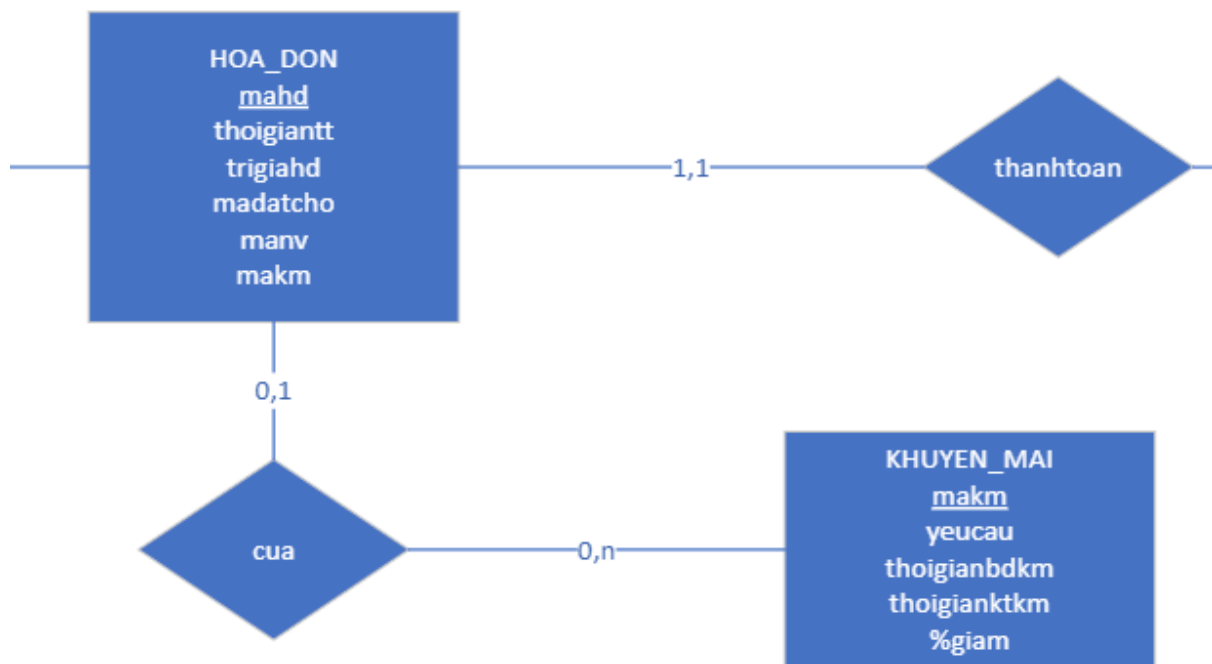 HOA_DON
mahd
thoigiantt
trigiahd
madatcho
manv
makm
1,1
thanhtoan
0,1
cua
0,n
KHUYEN_MAI
makm
yeucau
thoigianbdkm
thoigianktkm
%giam